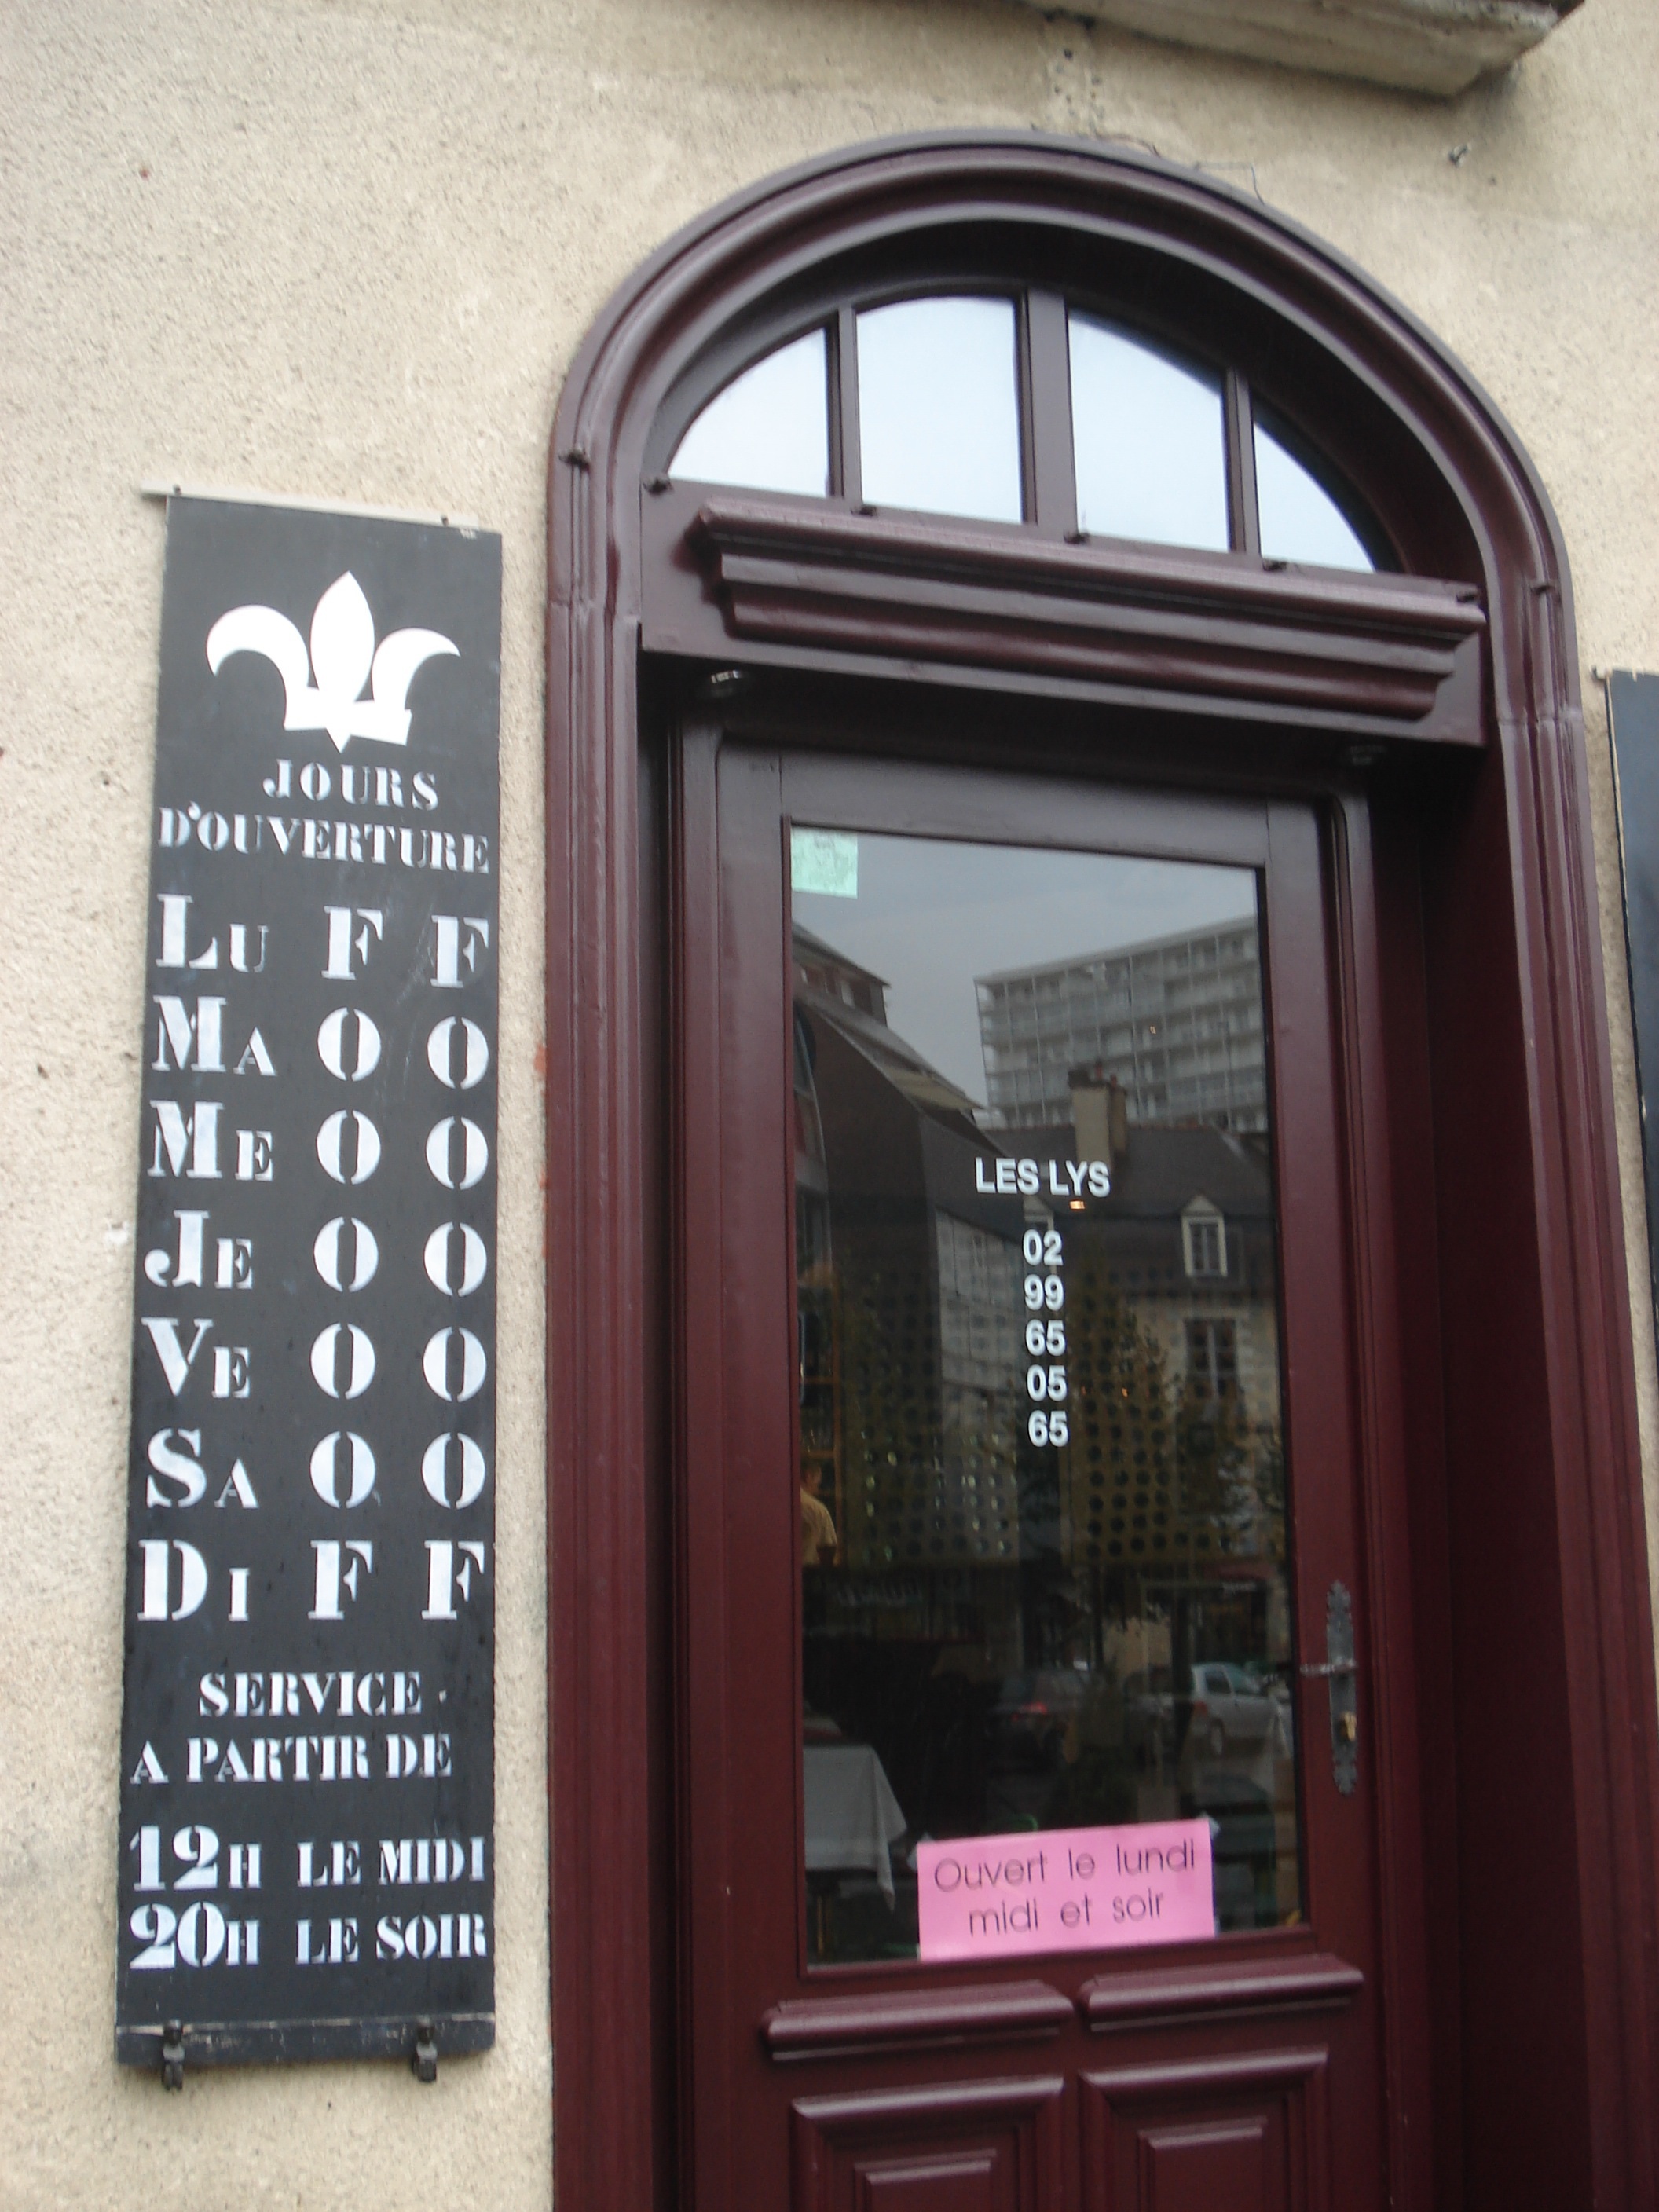 JOURS
D'OUVERTURE
LU F F
MA O O
ME O O
JE O O
VE O O
SA O O
DI F F
SERVICE
A PARTIR DE
12H LE MIDI
20H LE SOIR
LES LYS
02
99
65
05
65
Ouvert le lundi
midi et soir